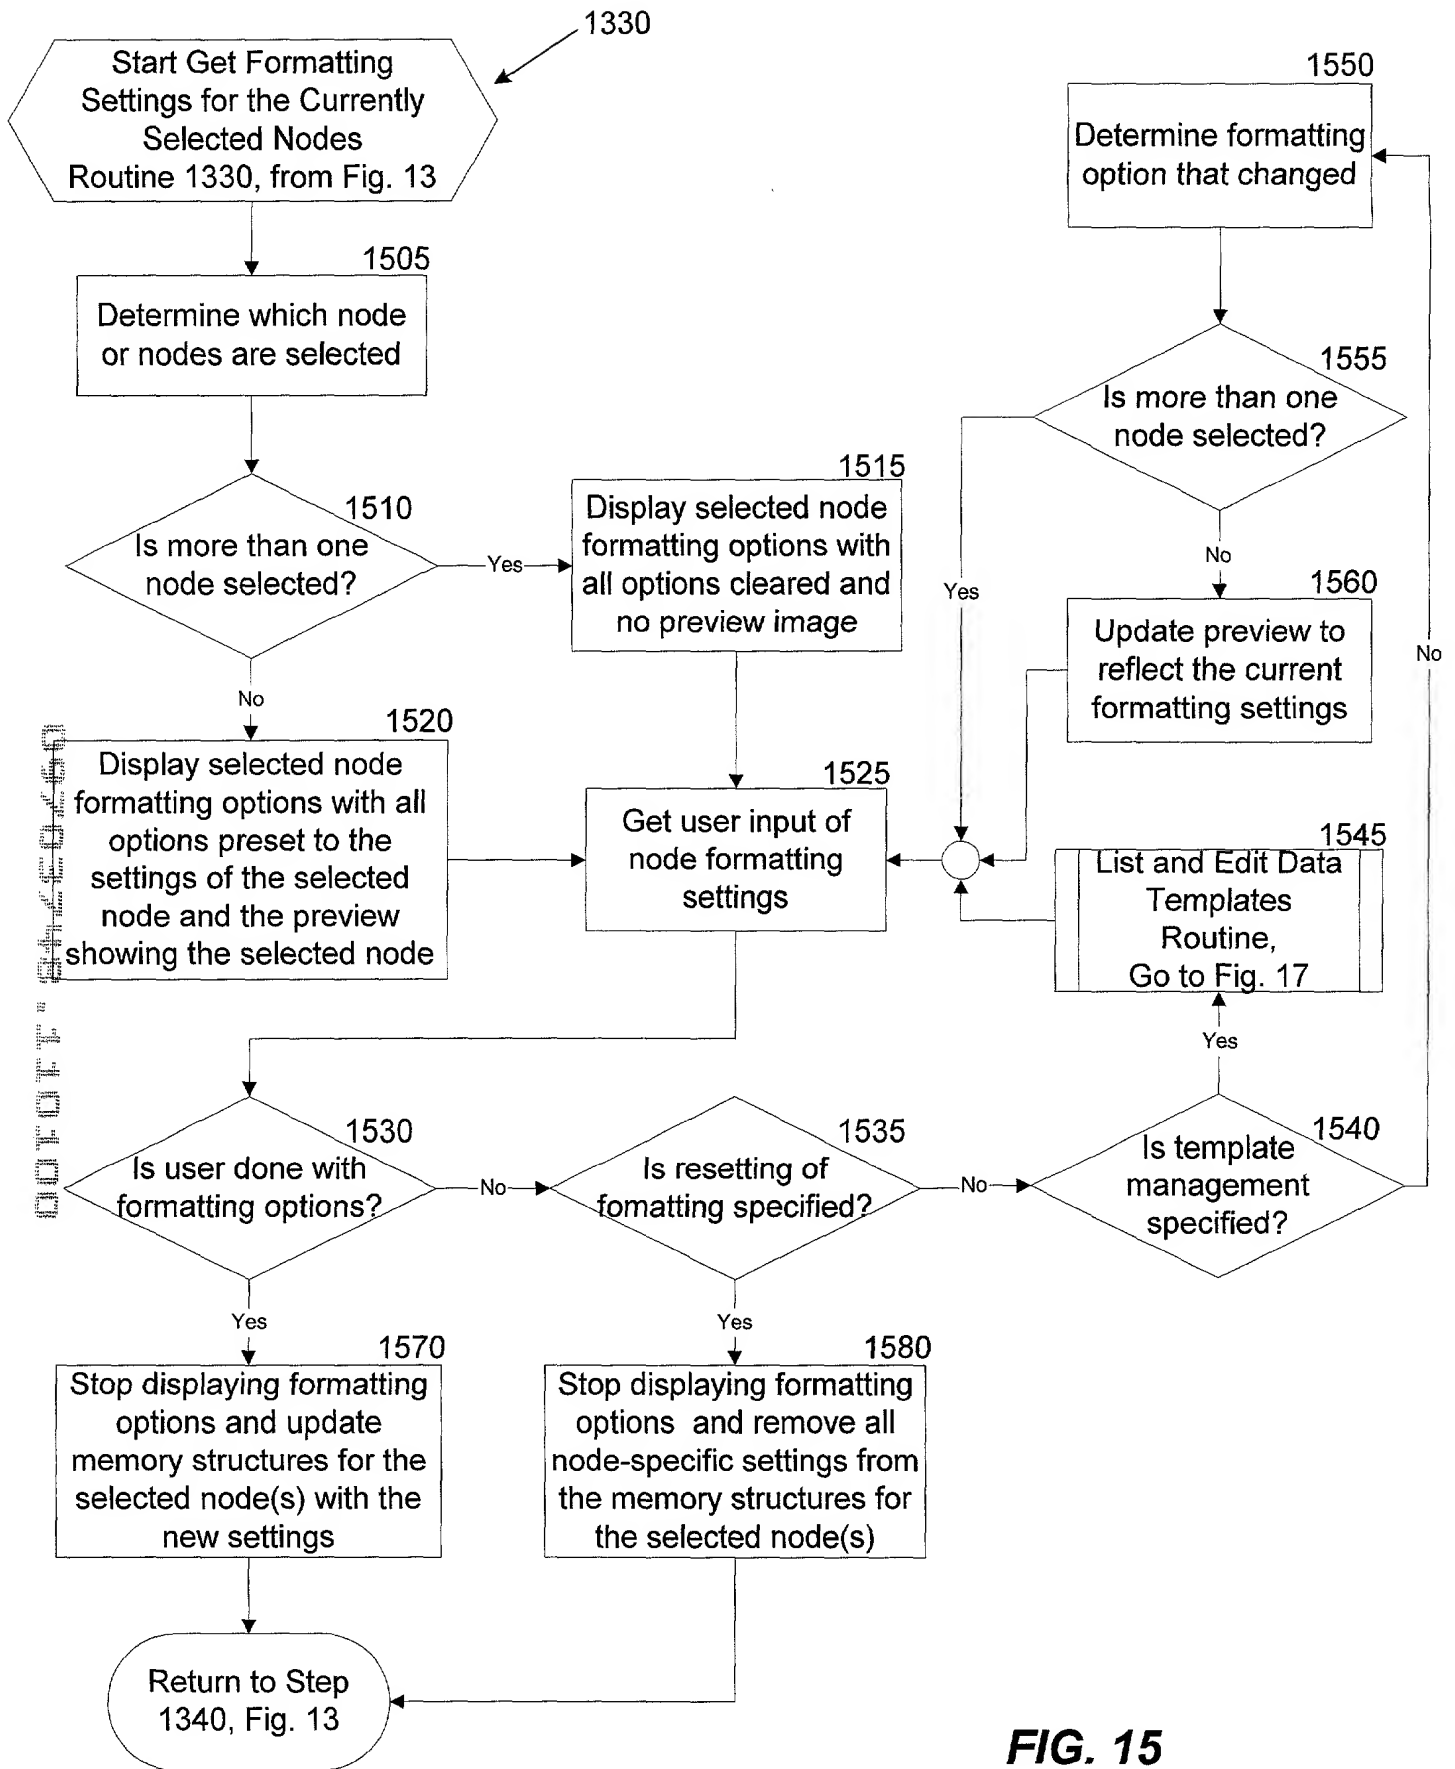 1330
Start Get Formatting
Settings for the Currently
Selected Nodes
Routine 1330, from Fig. 13
1505
Determine which node
or nodes are selected
1510
Is more than one
node selected?
Yes
No
1515
Display selected node
formatting options with
all options cleared and
no preview image
1520
Display selected node
formatting options with all
options preset to the
settings of the selected
node and the preview
showing the selected node
1525
Get user input of
node formatting
settings
1530
Is user done with
formatting options?
No
Yes
1535
Is resetting of
fomatting specified?
No
Yes
1540
Is template
management
specified?
Yes
No
1545
List and Edit Data
Templates
Routine,
Go to Fig. 17
1550
Determine formatting
option that changed
1555
Is more than one
node selected?
Yes
No
1560
Update preview to
reflect the current
formatting settings
1570
Stop displaying formatting
options and update
memory structures for the
selected node(s) with the
new settings
1580
Stop displaying formatting
options and remove all
node-specific settings from
the memory structures for
the selected node(s)
Return to Step
1340, Fig. 13
FIG. 15